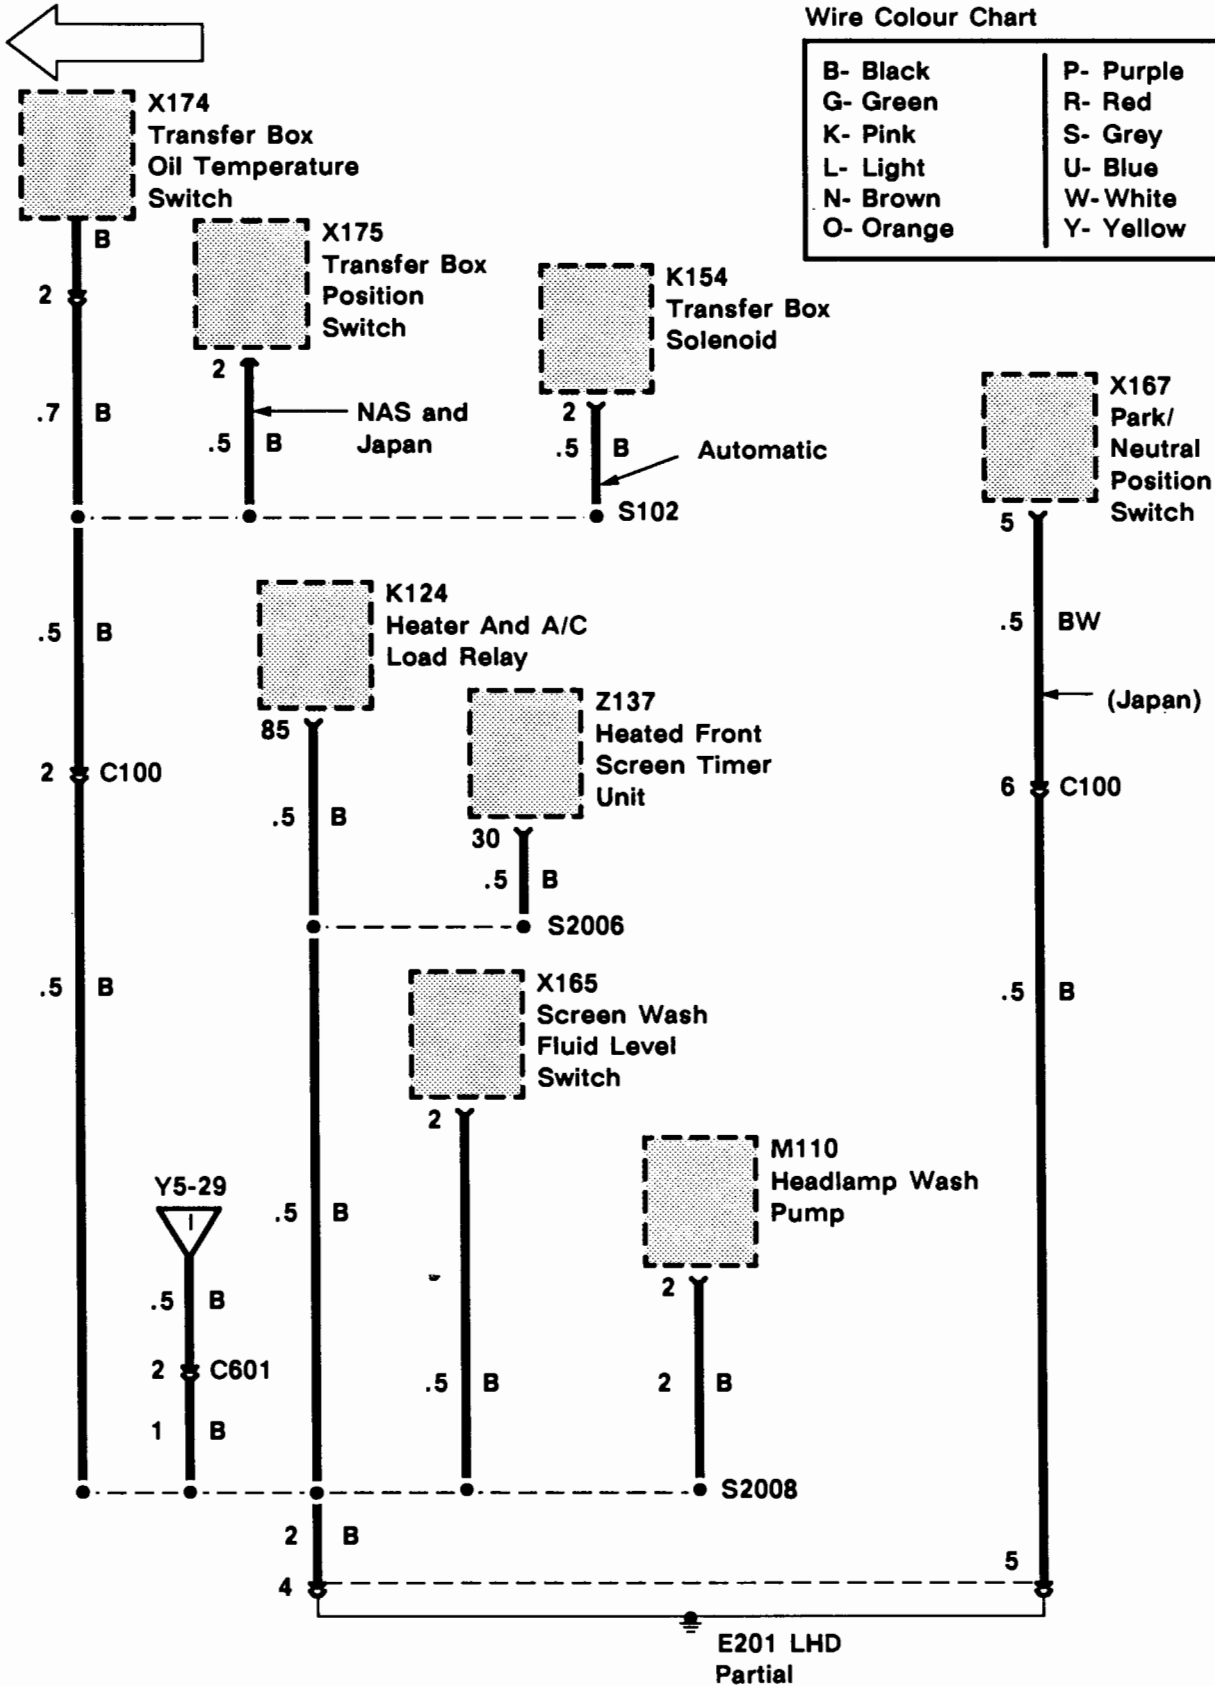 Wire Colour Chart
B- Black
G- Green
K- Pink
L- Light
N- Brown
O- Orange
P- Purple
R- Red
S- Grey
U- Blue
W- White
Y- Yellow
X174
Transfer Box
Oil Temperature
Switch
B
2
.7 B
X175
Transfer Box
Position
Switch
2
.5 B
NAS and
Japan
K154
Transfer Box
Solenoid
2
.5 B
Automatic
S102
X167
Park/
Neutral
Position
Switch
5
.5 BW
(Japan)
6 C100
.5 B
.5 B
2 C100
.5 B
K124
Heater And A/C
Load Relay
85
.5 B
Z137
Heated Front
Screen Timer
Unit
30
.5 B
S2006
X165
Screen Wash
Fluid Level
Switch
2
.5 B
.5 B
M110
Headlamp Wash
Pump
2
2 B
Y5-29
I
.5 B
2 C601
1 B
S2008
2 B
4
5
E201 LHD
Partial